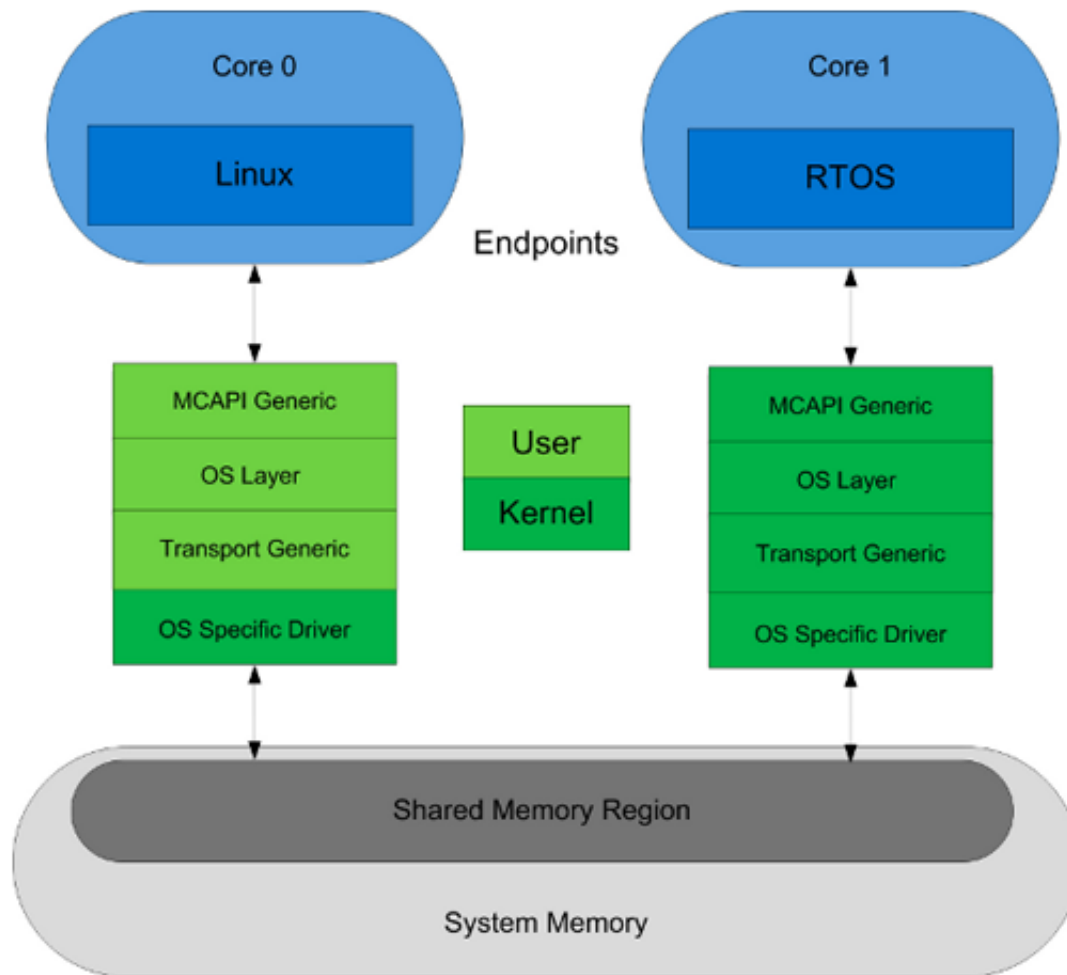 Core 0
Core 1
Linux
RTOS
Endpoints
MCAPI Generic
OS Layer
Transport Generic
OS Specific Driver
User
Kernel
MCAPI Generic
OS Layer
Transport Generic
OS Specific Driver
Shared Memory Region
System Memory